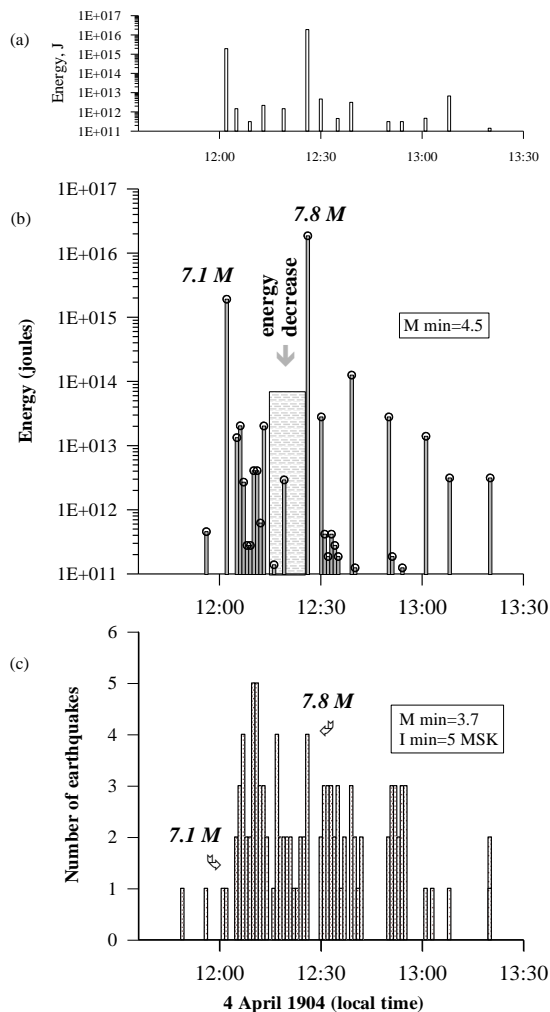 (a)
Energy, J
1E+017
1E+016
1E+015
1E+014
1E+013
1E+012
1E+011
12:00 12:30 13:00 13:30
(b)
Energy (joules)
1E+017
1E+016
1E+015
1E+014
1E+013
1E+012
1E+011
7.1 M
7.8 M
energy
decrease
M min=4.5
12:00 12:30 13:00 13:30
(c)
Number of earthquakes
6
5
4
3
2
1
0
7.1 M
7.8 M
M min=3.7
I min=5 MSK
12:00 12:30 13:00 13:30
4 April 1904 (local time)